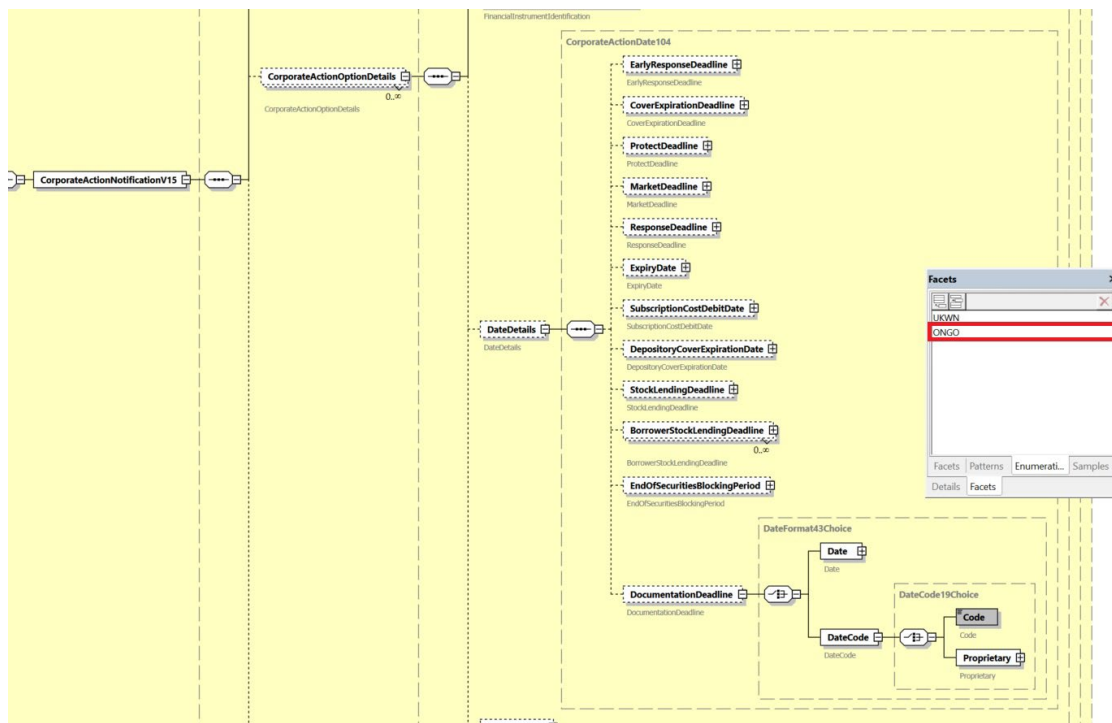 FinancialInstrumentIdentification
CorporateActionDate104
EarlyResponseDeadline
EarlyResponseDeadline
CorporateActionOptionDetails
0..∞
CorporateActionOptionDetails
CoverExpirationDeadline
CoverExpirationDeadline
ProtectDeadline
ProtectDeadline
CorporateActionNotificationV15
MarketDeadline
MarketDeadline
ResponseDeadline
ResponseDeadline
ExpiryDate
ExpiryDate
SubscriptionCostDebitDate
SubscriptionCostDebitDate
DateDetails
DateDetails
DepositoryCoverExpirationDate
DepositoryCoverExpirationDate
StockLendingDeadline
StockLendingDeadline
BorrowerStockLendingDeadline
0..∞
BorrowerStockLendingDeadline
EndOfSecuritiesBlockingPeriod
EndOfSecuritiesBlockingPeriod
Facets
UKWN
ONGO
Facets Patterns Enumerati... Samples
Details Facets
DateFormat43Choice
Date
Date
DocumentationDeadline
DocumentationDeadline
DateCode19Choice
Code
Code
DateCode
DateCode
Proprietary
Proprietary